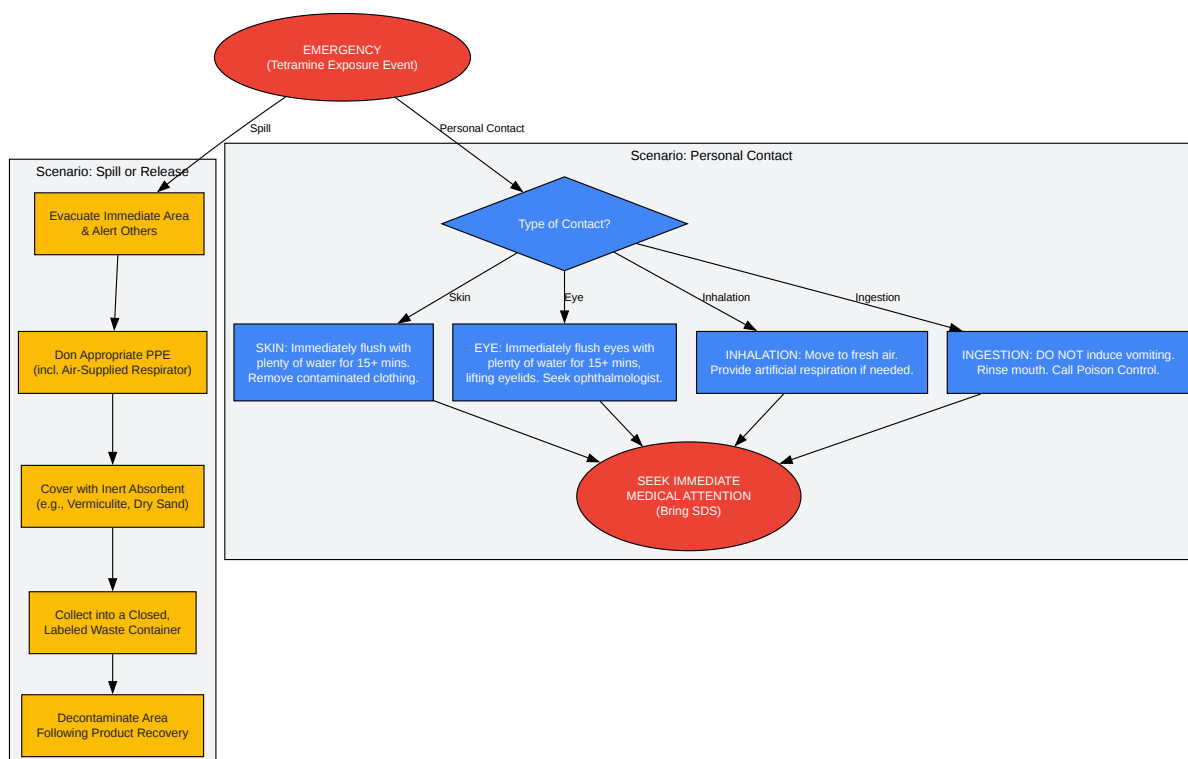 EMERGENCY
(Tetramine Exposure Event)
Spill
Personal Contact
Scenario: Spill or Release
Evacuate Immediate Area
& Alert Others
Don Appropriate PPE
(incl. Air-Supplied Respirator)
Cover with Inert Absorbent
(e.g., Vermiculite, Dry Sand)
Collect into a Closed,
Labeled Waste Container
Decontaminate Area
Following Product Recovery
Scenario: Personal Contact
Type of Contact?
Skin
Eye
Inhalation
Ingestion
SKIN: Immediately flush with
plenty of water for 15+ mins.
Remove contaminated clothing.
EYE: Immediately flush eyes with
plenty of water for 15+ mins,
lifting eyelids. Seek ophthalmologist.
INHALATION: Move to fresh air.
Provide artificial respiration if needed.
INGESTION: DO NOT induce vomiting.
Rinse mouth. Call Poison Control.
SEEK IMMEDIATE
MEDICAL ATTENTION
(Bring SDS)